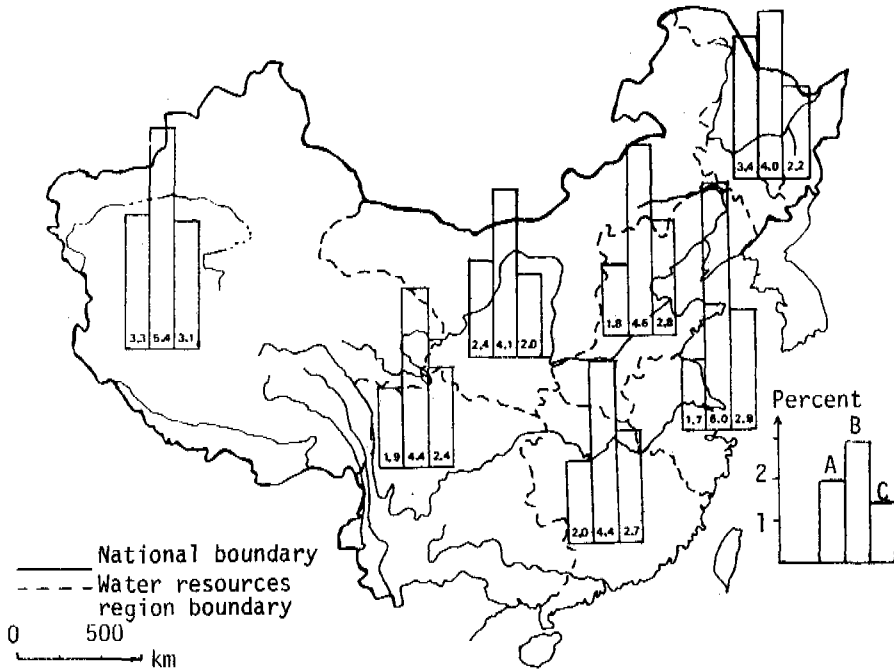 3.4 4.0 2.2
3.3 5.4 3.1
2.4 4.1 2.0
1.8 4.6 2.8
1.9 4.4 2.4
1.7 6.0 2.9
2.0 4.4 2.7
Percent
B
A
C
2
1
National boundary
Water resources
region boundary
0 500
km